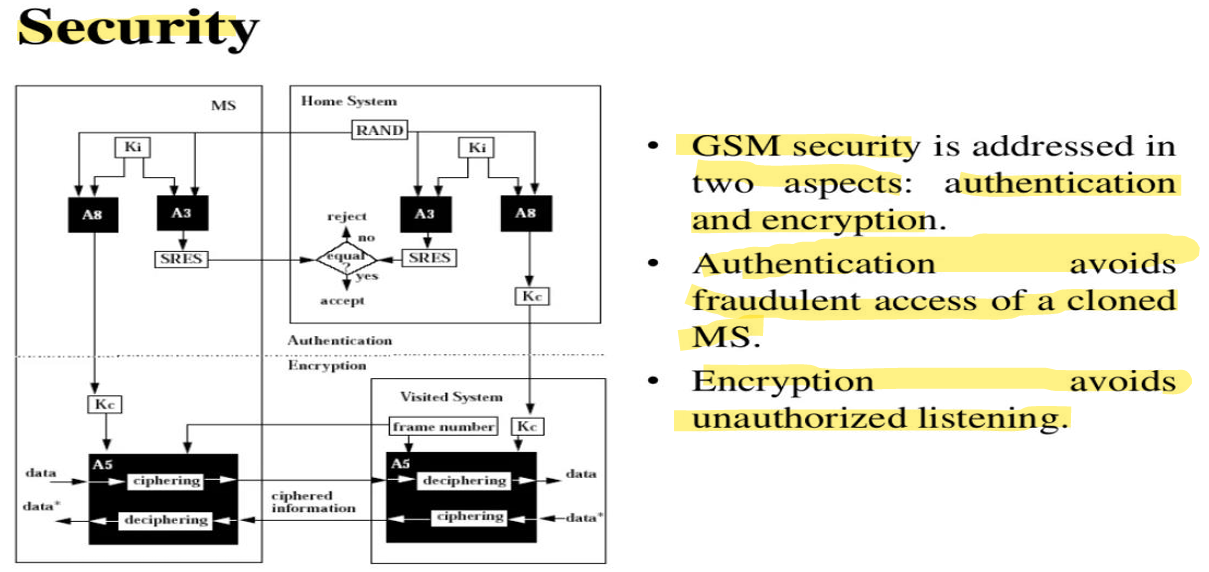 Security
MS
Home System
RAND
Ki
Ki
A8
A3
A3
A8
reject
no
SRES
equal
?
SRES
yes
accept
Kc
Authentication
Encryption
Visited System
Kc
frame number
Kc
A5
A5
data
ciphering
deciphering
data
ciphered
information
data*
deciphering
ciphering
data*
• GSM security is addressed in
two aspects: authentication
and encryption.
• Authentication avoids
fraudulent access of a cloned
MS.
• Encryption avoids
unauthorized listening.